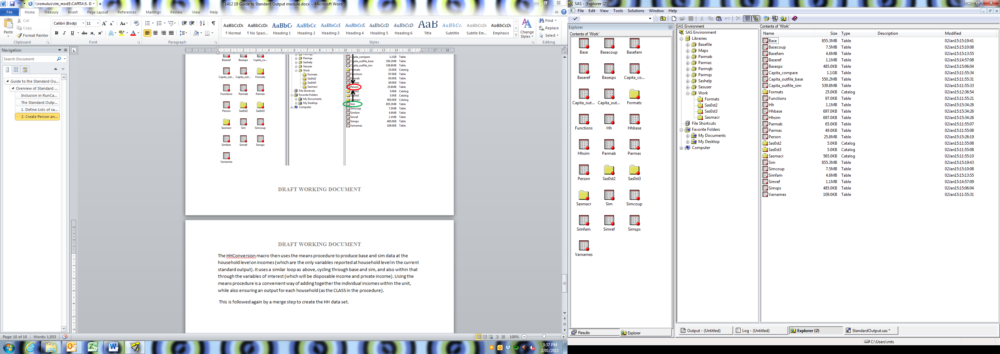 \\romulus\rim_mod$\CAPITA\5. D
1412 19 Guide to Standard Output module.docx - Microsoft Word
File Home Treasury Insert Page Layout References Mailings Review View Help
Paste
Cut
Copy
Format Painter
Clipboard
Calibri (Body) 11
Font
Paragraph
AaBbCcDc AaBbCcDc AaBbC AaBbCc AaBbCcI AaBbCcD AaBbCcD AaBbCcD AaB AaBbCc. AaBbCcDc AaBbCcDc
¶ Normal ¶ No Spaci... Heading 1 Heading 2 Heading 3 Heading 4 Heading 5 Heading 6 Title Subtitle Subtle Em... Emphasis
Styles
Change Styles
Find
Replace
Select
Editing
Navigation
Search Document
Guide to the Standard Ou...
Overview of Standard ...
Inclusion in RunCa...
The Standard Outp...
1. Define Lists of va...
2. Create Person an...
Baseref Basesps Capita_co...
Capita_out... Capita_out... Formats
Functions Parmab Parmas
Person Sas0st2 Sas0st3
Sasmacr Sim Simcoup
Simfam Simref Simsps
Varnames
Parmqb
Parmqs
Sashelp
Sasuser
Work
Formats
Sas0st2
Sas0st3
Sasmacr
File Shortcuts
Favorite Folders
My Documents
My Desktop
Computer
Capita_compare 1.1GB Table
Capita_outfile_base 550.2MB Table
Capita_outfile_sim 539.8MB Table
Formats 25.0KB Catalog
Functions 97.0KB Table
Parmab 65.0KB Table
Parmas 49.0KB Table
Person 25.8MB Table
Sas0st2 5.0KB Catalog
Sas0st3 5.0KB Catalog
Sasmacr 565.0KB Catalog
Sim 855.3MB Table
Simcoup 7.5MB Table
Simfam 4.6MB Table
Simref 1.1MB Table
Simsps 485.0KB Table
Varnames 109.0KB Table
DRAFT WORKING DOCUMENT
DRAFT WORKING DOCUMENT
The HHConversion macro then uses the means procedure to produce base and sim data at the
household level on incomes (which are the only variables reported at household level in the current
standard output). It uses a similar loop as above, cycling through base and sim, and also within that
through the variables of interest (which will be disposable income and private income). Using the
means procedure is a convenient way of adding together the individual incomes within the unit,
while also ensuring an output for each household (as the CLASS in the procedure).
This is followed again by a merge step to create the HH data set.
Page: 10 of 10 Words: 1,853
100%
3:37 PM
2/01/2015
SAS - [Explorer (2)]
File Edit View Tools Solutions Window Help
Explorer
Contents of 'Work'
Base Basecoup Basefam
Baseref Basesps Capita_co...
Capita_out... Capita_out... Formats
Functions Hh Hhbase
Hhsim Parmab Parmas
Person Sas0st2 Sas0st3
Sasmacr Sim Simcoup
Simfam Simref Simsps
Varnames
Results Explorer
SAS Environment
SAS Environment
Libraries
Basefile
Maps
Parmab
Parmas
Parmqb
Parmqs
Sashelp
Sasuser
Work
Formats
Sas0st2
Sas0st3
Sasmacr
File Shortcuts
Favorite Folders
My Documents
My Desktop
Computer
Contents of 'Work'
Name Size Type Description Modified
Base 855.3MB Table 02Jan15:15:19:41
Basecoup 7.5MB Table 02Jan15:15:10:08
Basefam 4.6MB Table 02Jan15:15:13:55
Baseref 1.1MB Table 02Jan15:14:57:08
Basesps 485.0KB Table 02Jan15:15:06:04
Capita_compare 1.1GB Table 02Jan15:11:55:34
Capita_outfile_base 550.2MB Table 02Jan15:11:55:31
Capita_outfile_sim 539.8MB Table 02Jan15:11:55:33
Formats 25.0KB Catalog 02Jan15:12:36:54
Functions 97.0KB Table 02Jan15:11:55:21
Hh 1.1MB Table 02Jan15:15:34:26
Hhbase 697.0KB Table 02Jan15:15:34:26
Hhsim 697.0KB Table 02Jan15:15:34:26
Parmab 65.0KB Table 02Jan15:11:55:07
Parmas 49.0KB Table 02Jan15:11:55:08
Person 25.8MB Table 02Jan15:15:26:19
Sas0st2 5.0KB Catalog 02Jan15:11:55:08
Sas0st3 5.0KB Catalog 02Jan15:11:55:08
Sasmacr 565.0KB Catalog 02Jan15:11:55:10
Sim 855.3MB Table 02Jan15:15:19:43
Simcoup 7.5MB Table 02Jan15:15:10:08
Simfam 4.6MB Table 02Jan15:15:13:55
Simref 1.1MB Table 02Jan15:14:57:09
Simsps 485.0KB Table 02Jan15:15:06:04
Varnames 109.0KB Table 02Jan15:11:55:31
Output - (Untitled) Log - (Untitled) Explorer (2) StandardOutput.sas *
C:\Users\mts